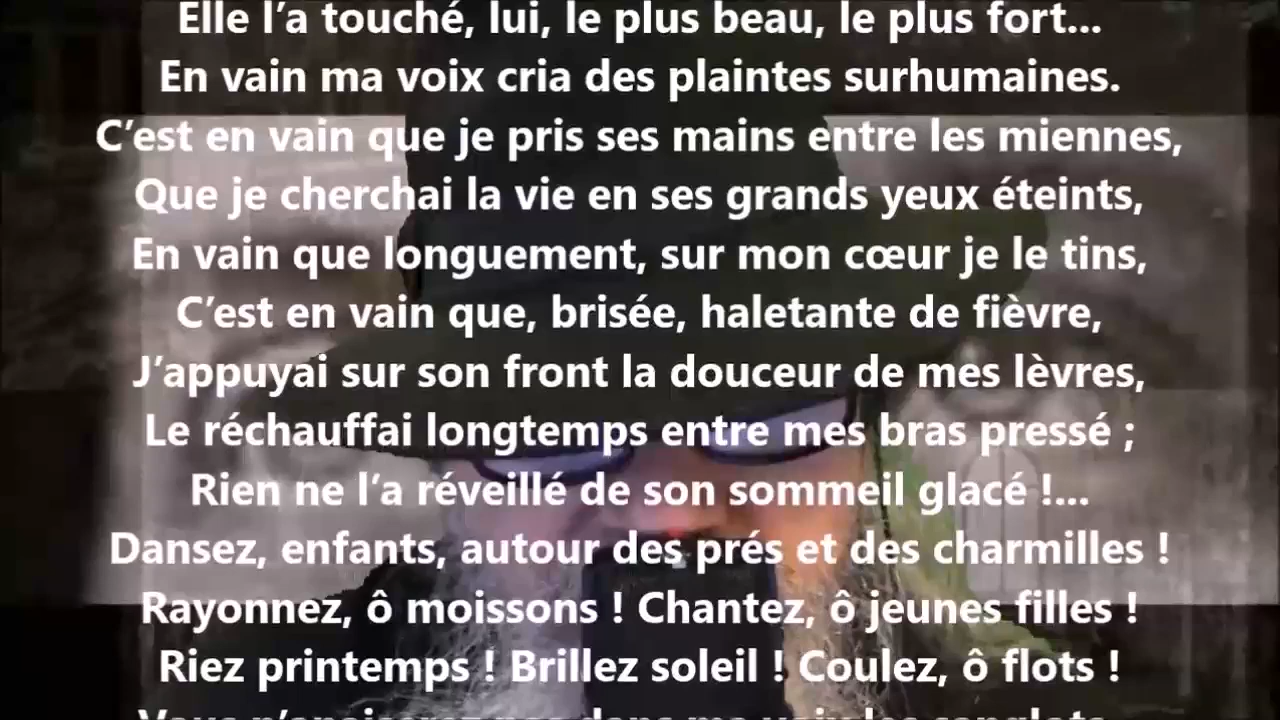 Elle l’a touché, lui, le plus beau, le plus fort...
En vain ma voix cria des plaintes surhumaines.
C’est en vain que je pris ses mains entre les miennes,
Que je cherchai la vie en ses grands yeux éteints,
En vain que longuement, sur mon cœur je le tins,
C’est en vain que, brisée, haletante de fièvre,
J’appuyai sur son front la douceur de mes lèvres,
Le réchauffai longtemps entre mes bras pressé ;
Rien ne l’a réveillé de son sommeil glacé !...
Dansez, enfants, autour des prés et des charmilles !
Rayonnez, ô moissons ! Chantez, ô jeunes filles !
Riez printemps ! Brillez soleil ! Coulez, ô flots !